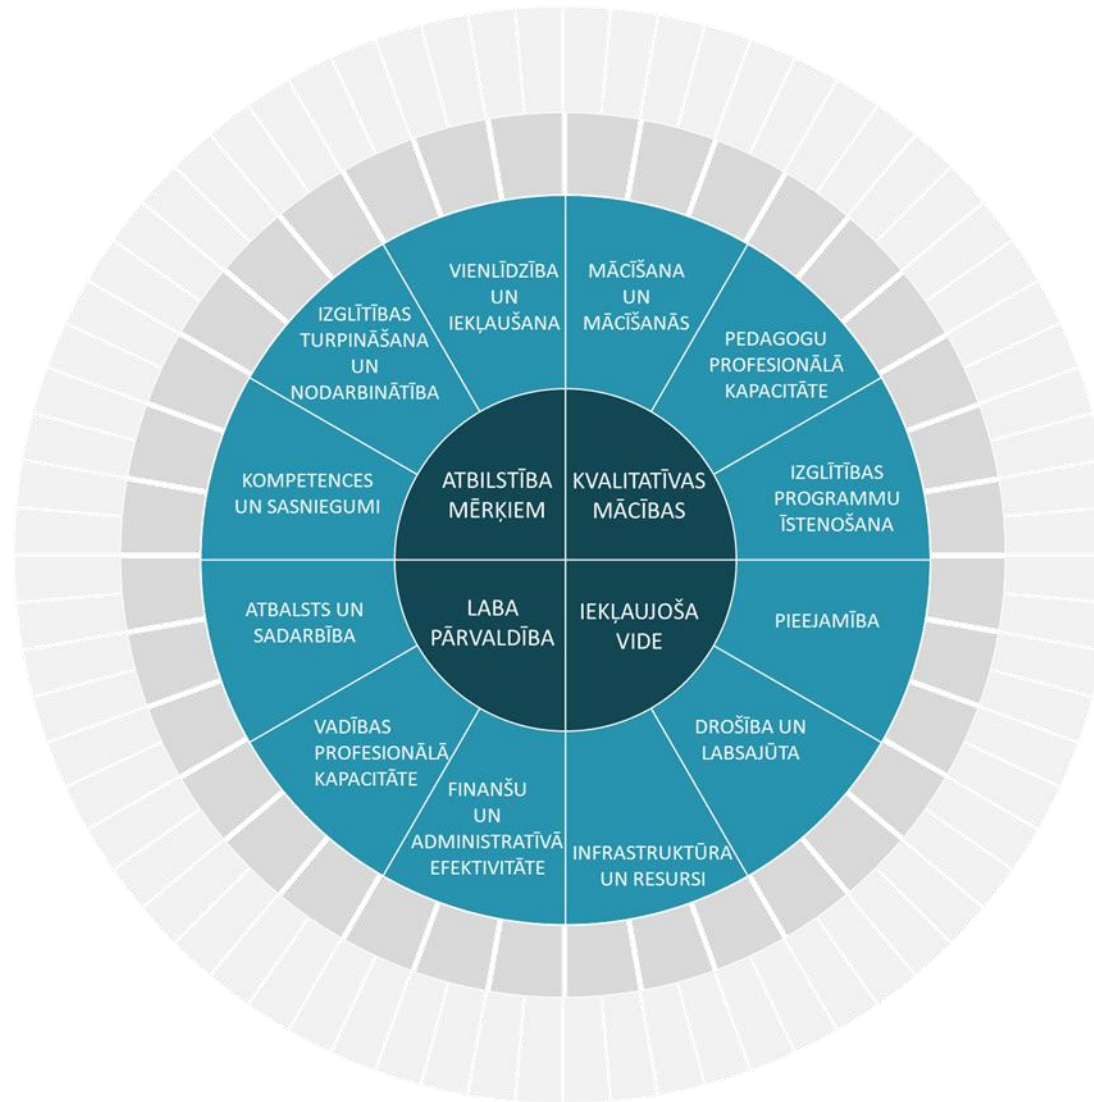 VIENLĪDZĪBA
UN
IEKĻAUŠANA
MĀCĪŠANA
UN
MĀCĪŠANĀS
IZGLĪTĪBAS
TURPINĀŠANA
UN
NODARBINĀTĪBA
PEDAGOGU
PROFESIONĀLĀ
KAPACITĀTE
KOMPETENCES
UN SASNIEGUMI
ATBILSTĪBA
MĒRĶIEM
KVALITATĪVAS
MĀCĪBAS
IZGLĪTĪBAS
PROGRAMMU
ĪSTENOŠANA
ATBALSTS UN
SADARBĪBA
LABA
PĀRVALDĪBA
IEKĻAUJOŠA
VIDE
PIEEJAMĪBA
VADĪBAS
PROFESIONĀLĀ
KAPACITĀTE
DROŠĪBA UN
LABSAJŪTA
FINANŠU
UN
ADMINISTRATĪVĀ
EFEKTIVITĀTE
INFRASTRUKTŪRA
UN RESURSI